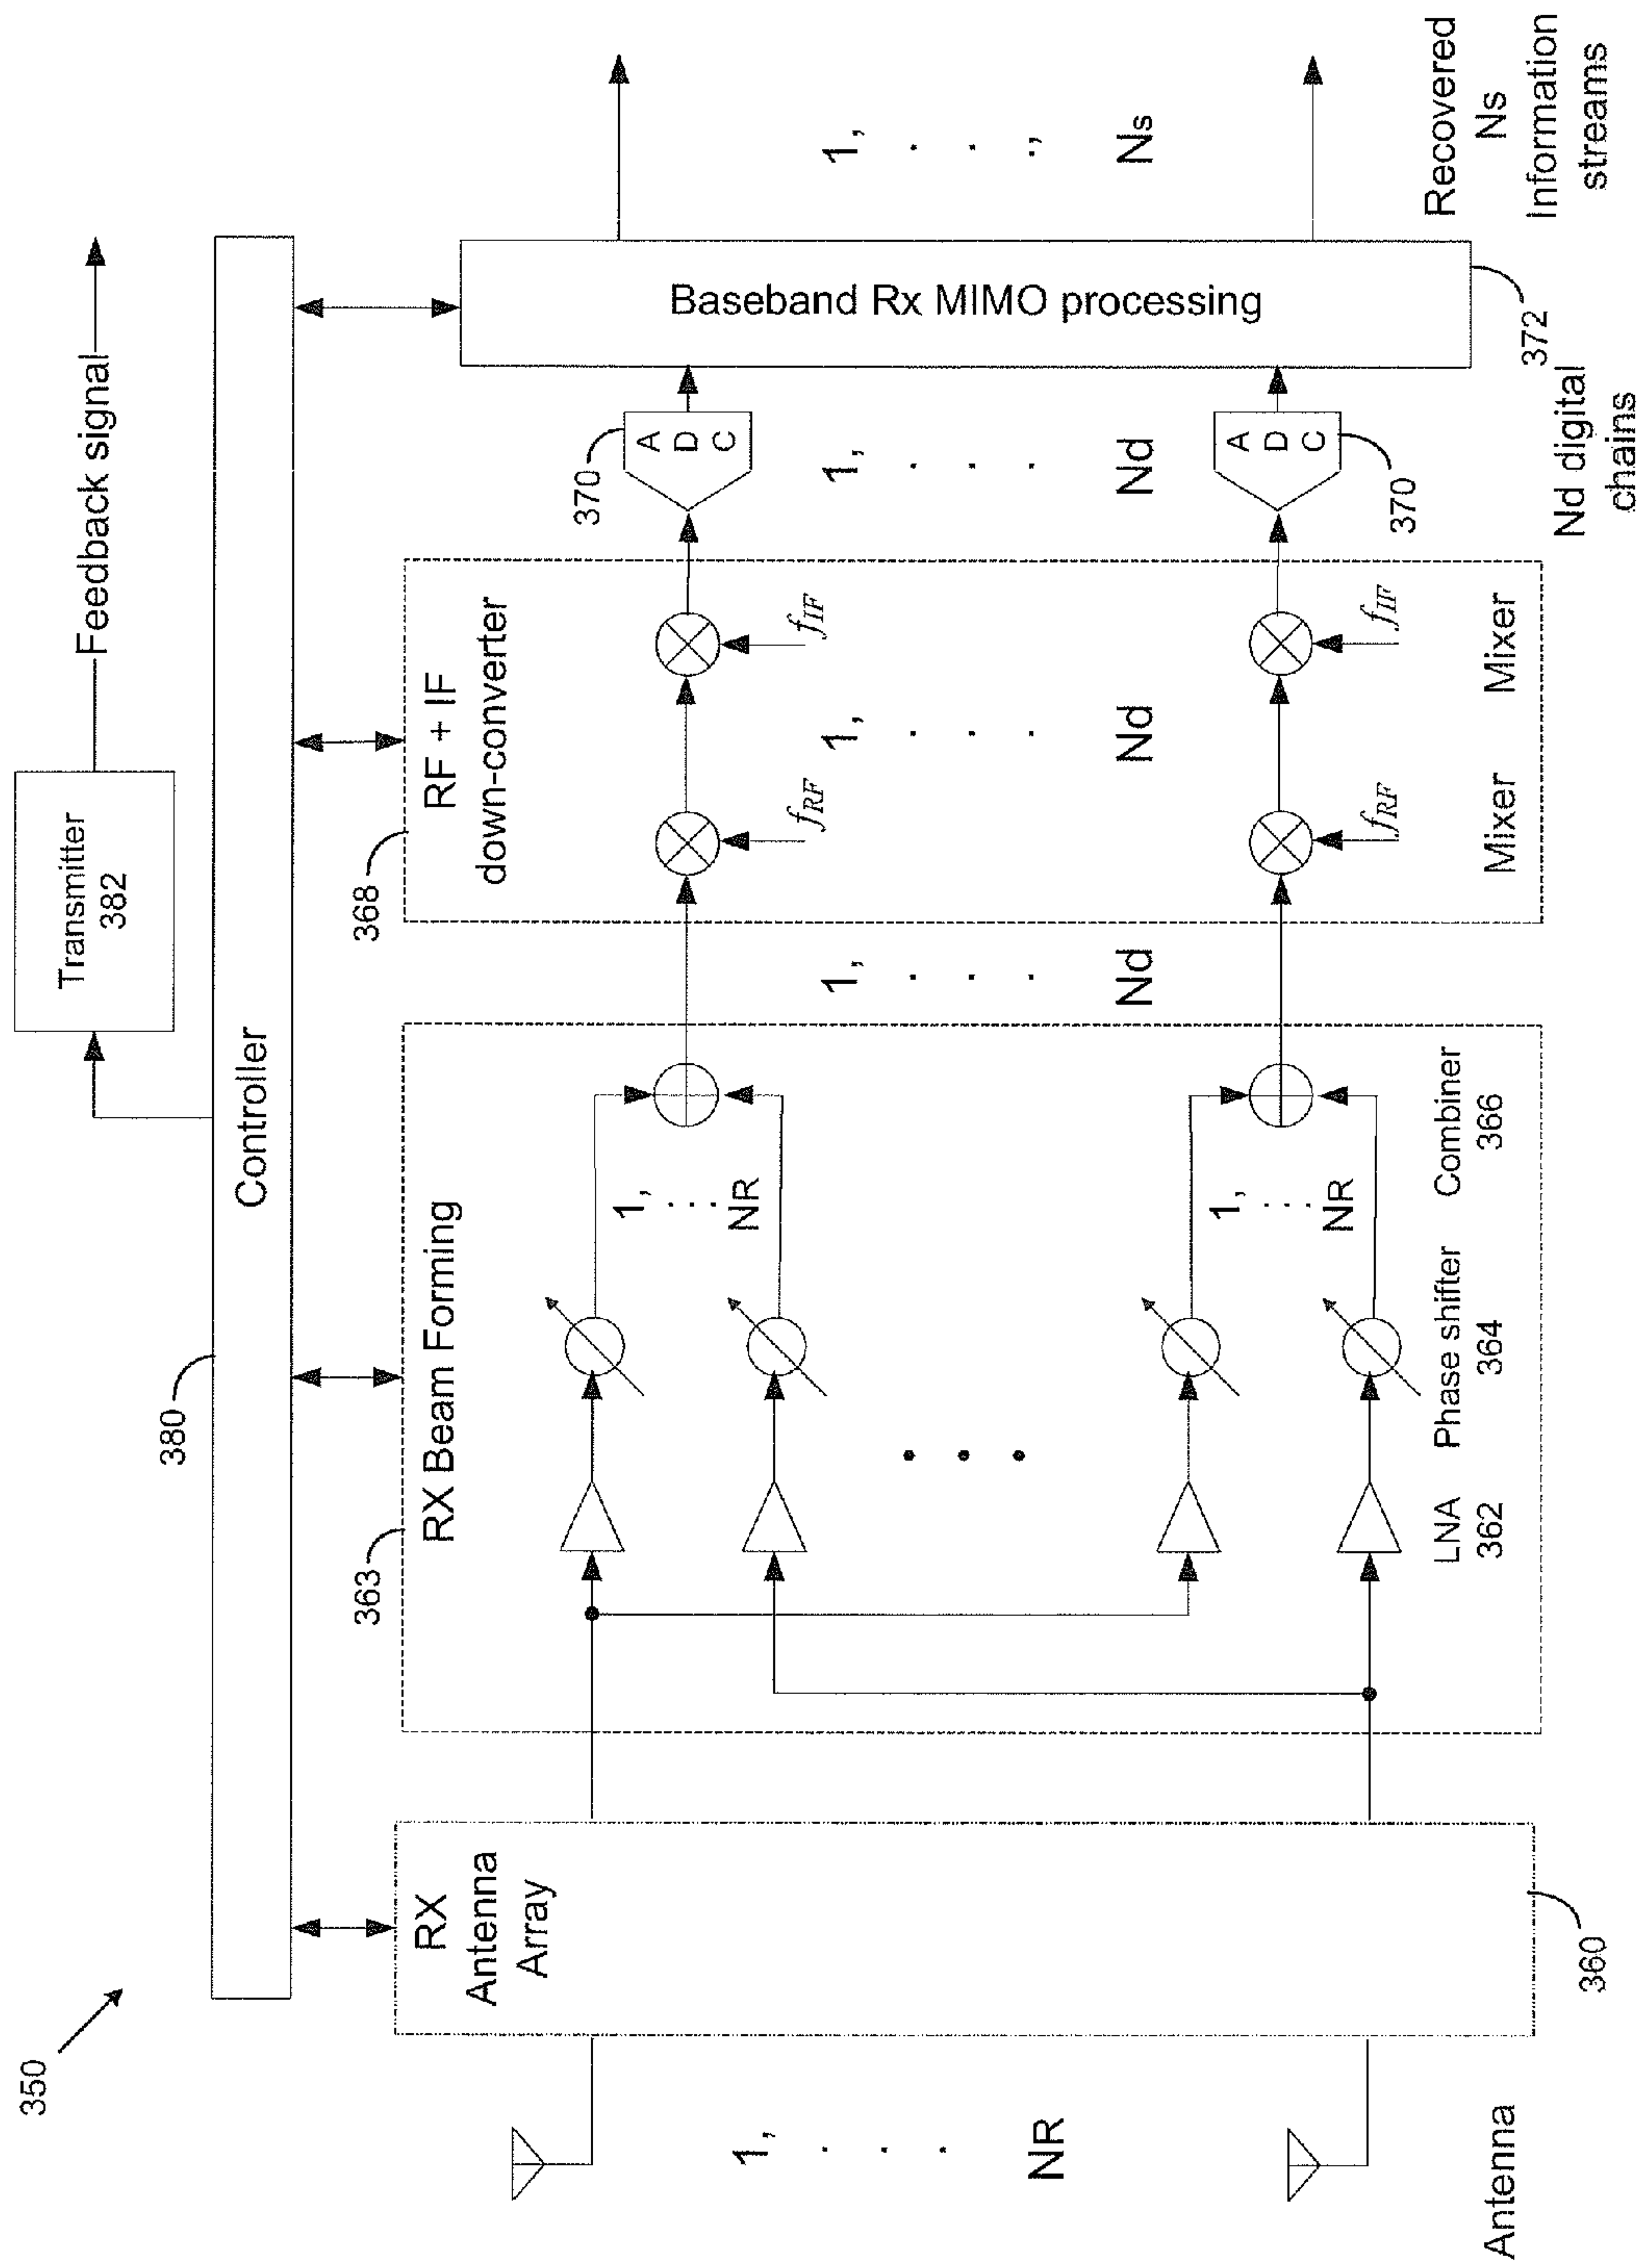 350
380
Controller
Transmitter
382
Feedback signal
Antenna
1,
. . .
NR
RX
Antenna
Array
360
363
RX Beam Forming
LNA
362
Phase shifter
364
Combiner
366
. . .
1,
. . .
NR
1,
. . .
NR
1,
. . .
Nd
368
RF + IF
down-converter
fRF
fIF
1,
. . .
Nd
fRF
fIF
Mixer
Mixer
370
A
D
C
1,
. . .
Nd
A
D
C
370
Nd digital
chains
Baseband Rx MIMO processing
372
1,
. . .,
Ns
Recovered
Ns
Information
streams